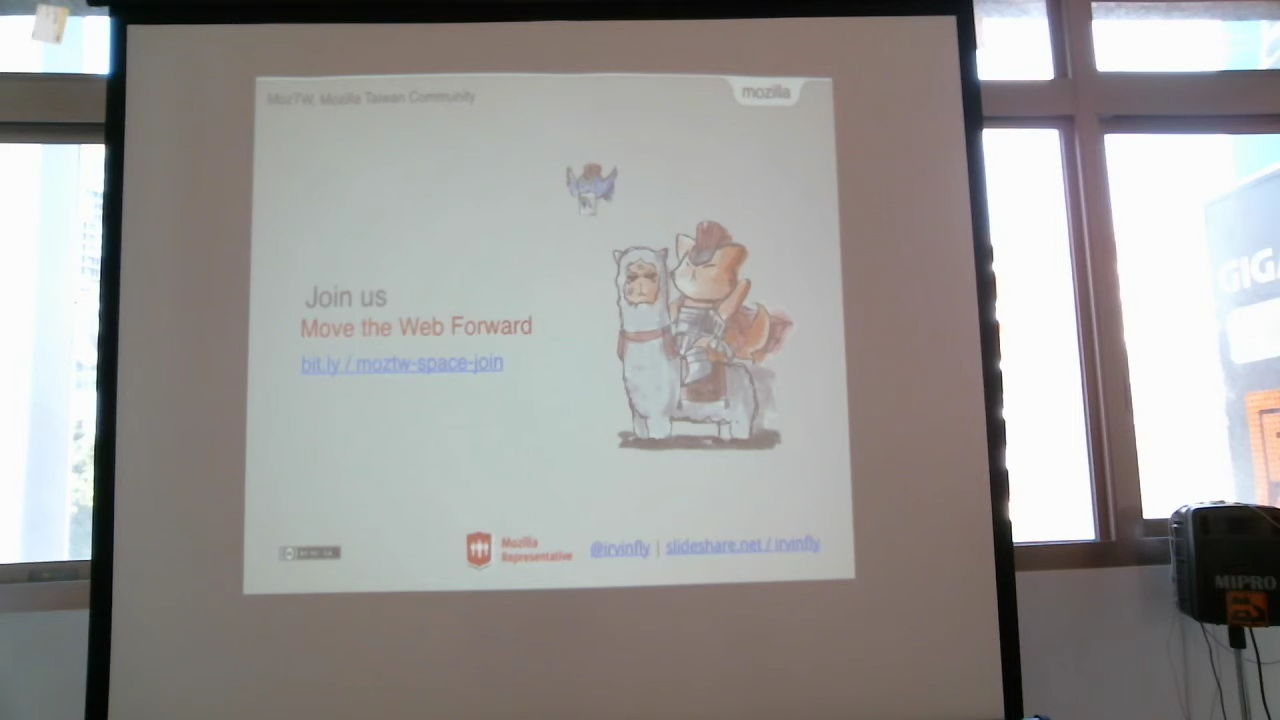 MozTW, Mozilla Taiwan Community
mozilla
Join us
Move the Web Forward
bit.ly / moztw-space-join
Mozilla
Representative
@irvinfly | slideshare.net / irvinfly
GIGA
MIPRO